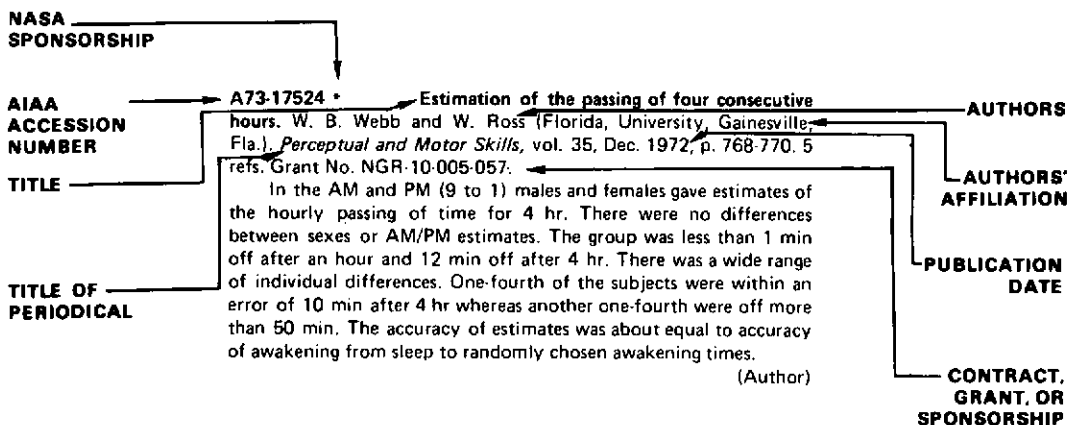 NASA
SPONSORSHIP
AIAA
ACCESSION
NUMBER
TITLE
TITLE OF
PERIODICAL
A73-17524 * Estimation of the passing of four consecutive
hours. W. B. Webb and W. Ross (Florida, University, Gainesville,
Fla.). Perceptual and Motor Skills, vol. 35, Dec. 1972, p. 768-770. 5
refs. Grant No. NGR-10-005-057.
In the AM and PM (9 to 1) males and females gave estimates of
the hourly passing of time for 4 hr. There were no differences
between sexes or AM/PM estimates. The group was less than 1 min
off after an hour and 12 min off after 4 hr. There was a wide range
of individual differences. One-fourth of the subjects were within an
error of 10 min after 4 hr whereas another one-fourth were off more
than 50 min. The accuracy of estimates was about equal to accuracy
of awakening from sleep to randomly chosen awakening times.
(Author)
AUTHORS
AUTHORS'
AFFILIATION
PUBLICATION
DATE
CONTRACT,
GRANT, OR
SPONSORSHIP